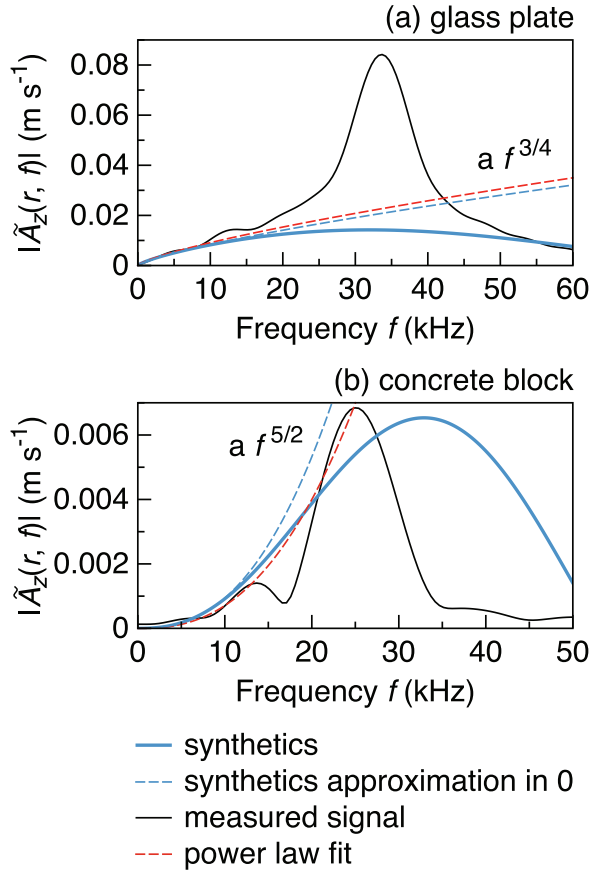 (a) glass plate
|Ã_z(r, f)| (m s⁻¹)
0.08
0.06
0.04
0.02
0
a f^{3/4}
0 10 20 30 40 50 60
Frequency f (kHz)
(b) concrete block
|Ã_z(r, f)| (m s⁻¹)
0.006
0.004
0.002
0
a f^{5/2}
0 10 20 30 40 50
Frequency f (kHz)
synthetics
synthetics approximation in 0
measured signal
power law fit